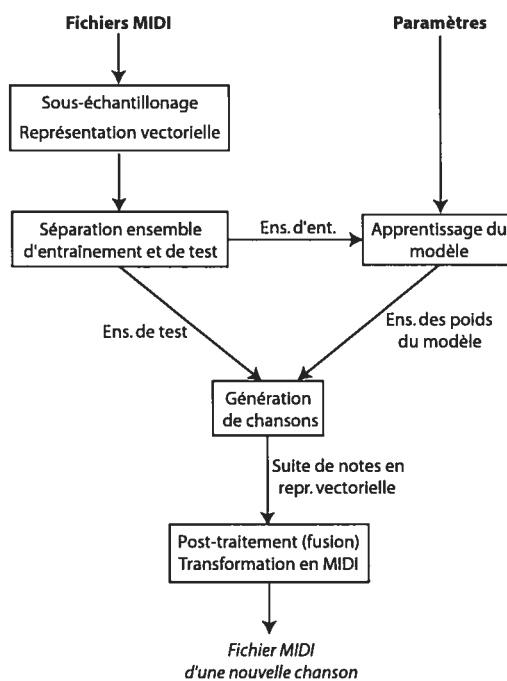 Fichiers MIDI
Paramètres
Sous-échantillonage
Représentation vectorielle
Séparation ensemble
d'entraînement et de test
Ens. d'ent.
Apprentissage du
modèle
Ens. de test
Ens. des poids
du modèle
Génération
de chansons
Suite de notes en
repr. vectorielle
Post-traitement (fusion)
Transformation en MIDI
Fichier MIDI
d'une nouvelle chanson